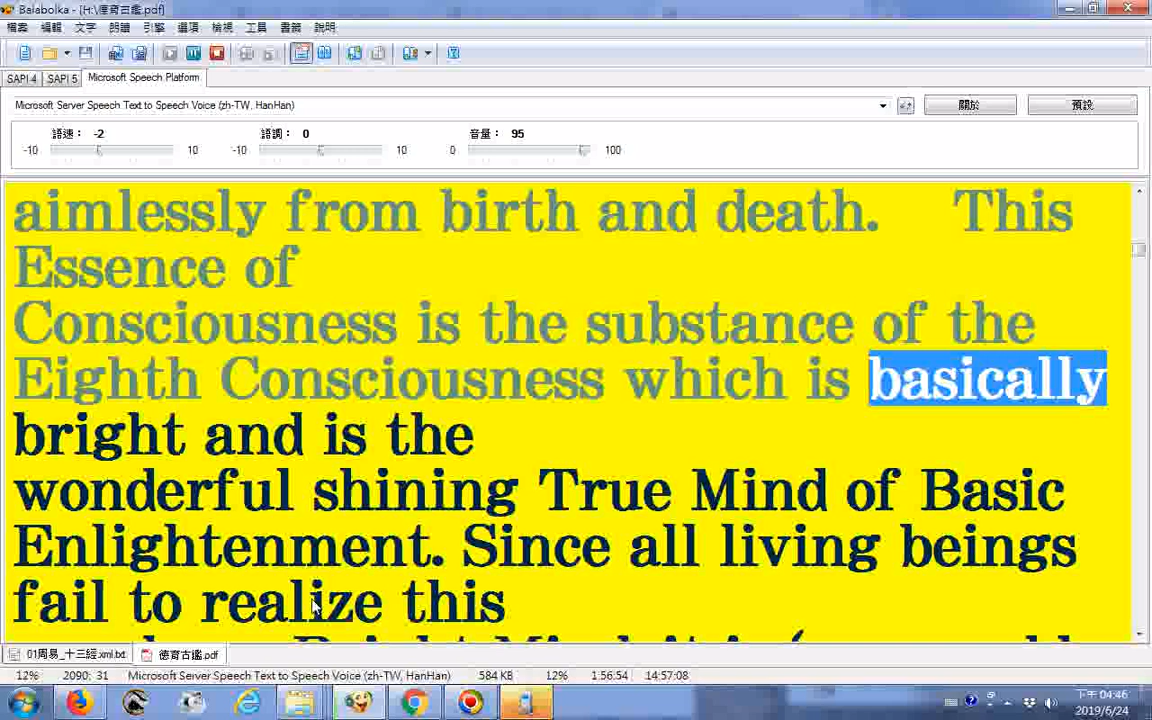 Balabolka - [H:\德育古鑑.pdf]
檔案 編輯 文字 朗讀 引擎 選項 檢視 工具 書籤 說明
SAPI 4 SAPI 5 Microsoft Speech Platform
Microsoft Server Speech Text to Speech Voice (zh-TW, HanHan) 關於 預設
語速： -2 語調： 0 音量： 95
-10 10 -10 10 0 100
aimlessly from birth and death. This
Essence of
Consciousness is the substance of the
Eighth Consciousness which is basically
bright and is the
wonderful shining True Mind of Basic
Enlightenment. Since all living beings
fail to realize this
01周易_十三經.xml.txt 德育古鑑.pdf
12% 2090; 31 Microsoft Server Speech Text to Speech Voice (zh-TW, HanHan) 584 KB 12% 1:56:54 14:57:08
下午 04:46
2019/6/24